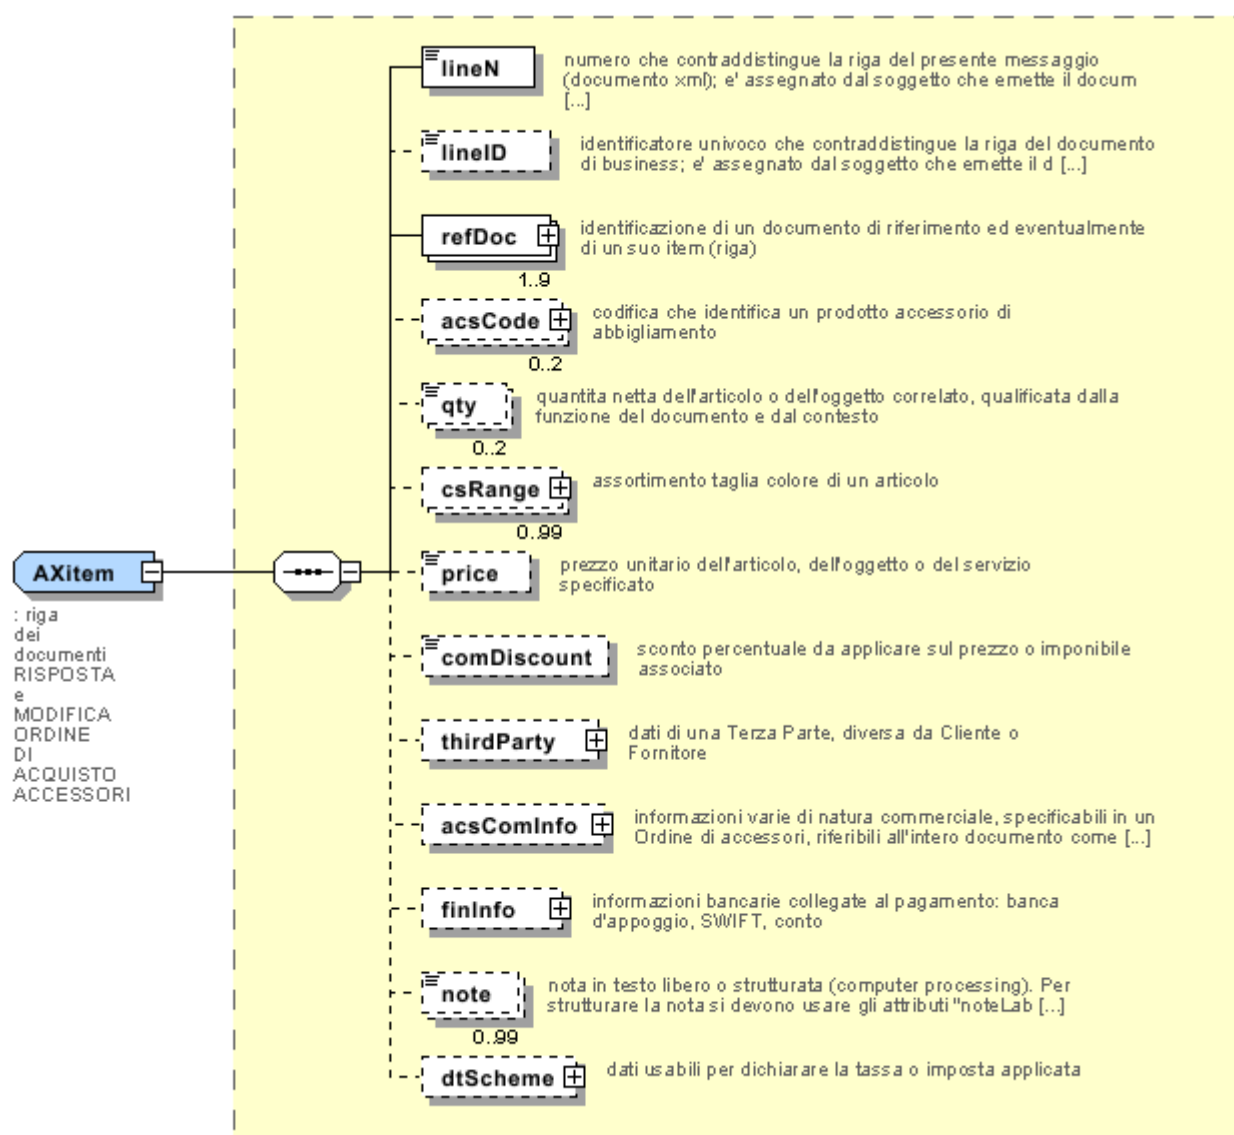 lineN
numero che contraddistingue la riga del presente messaggio
(documento xml); e' assegnato dal soggetto che emette il docum
[...]
lineID
identificatore univoco che contraddistingue la riga del documento
di business; e' assegnato dal soggetto che emette il d [...]
refDoc
identificazione di un documento di riferimento ed eventualmente
di un suo item (riga)
1..9
acsCode
codifica che identifica un prodotto accessorio di
abbigliamento
0..2
qty
quantita netta dell'articolo o dell'oggetto correlato, qualificata dalla
funzione del documento e dal contesto
0..2
csRange
assortimento taglia colore di un articolo
0..99
AXitem
: riga
dei
documenti
RISPOSTA
e
MODIFICA
ORDINE
DI
ACQUISTO
ACCESSORI
price
prezzo unitario dell'articolo, dell'oggetto o del servizio
specificato
comDiscount
sconto percentuale da applicare sul prezzo o imponibile
associato
thirdParty
dati di una Terza Parte, diversa da Cliente o
Fornitore
acsComInfo
informazioni varie di natura commerciale, specificabili in un
Ordine di accessori, riferibili all'intero documento come [...]
finInfo
informazioni bancarie collegate al pagamento: banca
d'appoggio, SWIFT, conto
note
nota in testo libero o strutturata (computer processing). Per
strutturare la nota si devono usare gli attributi "noteLab [...]
0..99
dtScheme
dati usabili per dichiarare la tassa o imposta applicata